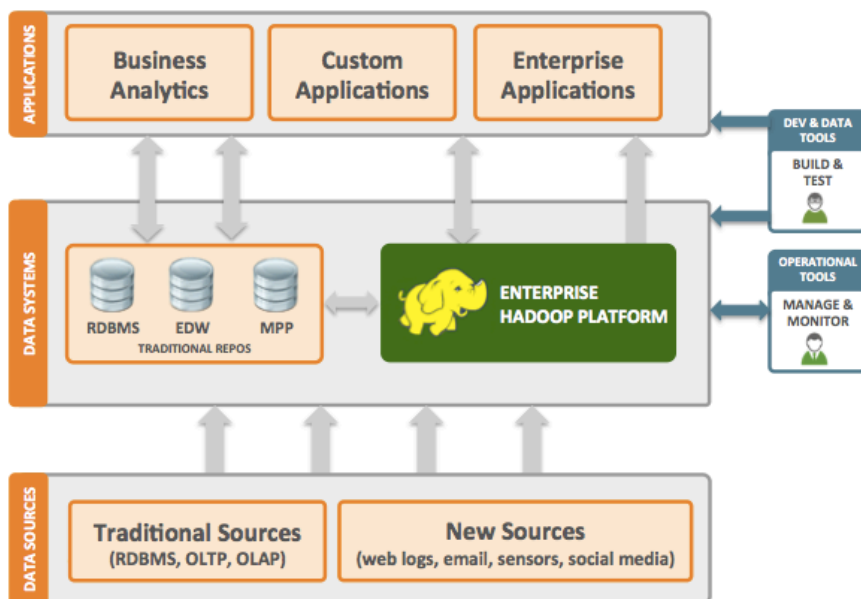 APPLICATIONS
Business
Analytics
Custom
Applications
Enterprise
Applications
DEV & DATA
TOOLS
BUILD &
TEST
DATA SYSTEMS
RDBMS
EDW
MPP
TRADITIONAL REPOS
ENTERPRISE
HADOOP PLATFORM
OPERATIONAL
TOOLS
MANAGE &
MONITOR
DATA SOURCES
Traditional Sources
(RDBMS, OLTP, OLAP)
New Sources
(web logs, email, sensors, social media)